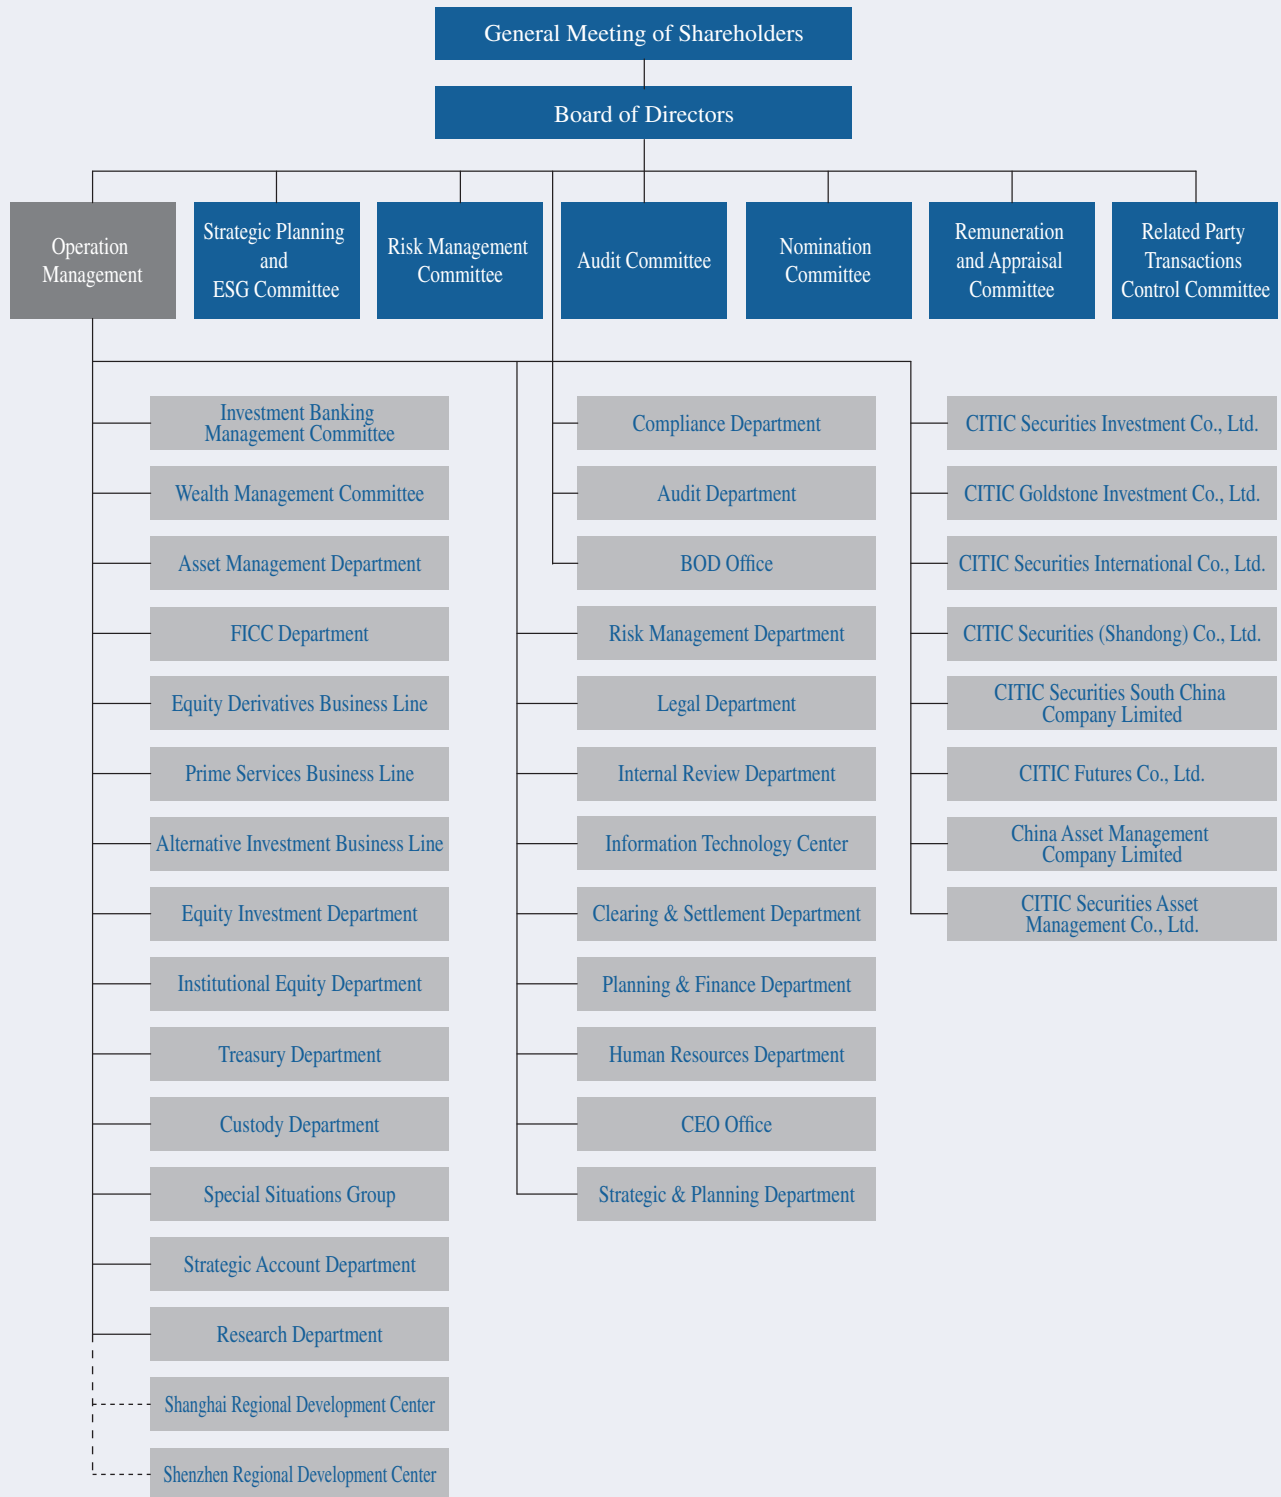 General Meeting of Shareholders
Board of Directors
Operation
Management
Strategic Planning
and
ESG Committee
Risk Management
Committee
Audit Committee
Nomination
Committee
Remuneration
and Appraisal
Committee
Related Party
Transactions
Control Committee
Investment Banking
Management Committee
Wealth Management Committee
Asset Management Department
FICC Department
Equity Derivatives Business Line
Prime Services Business Line
Alternative Investment Business Line
Equity Investment Department
Institutional Equity Department
Treasury Department
Custody Department
Special Situations Group
Strategic Account Department
Research Department
Shanghai Regional Development Center
Shenzhen Regional Development Center
Compliance Department
Audit Department
BOD Office
Risk Management Department
Legal Department
Internal Review Department
Information Technology Center
Clearing & Settlement Department
Planning & Finance Department
Human Resources Department
CEO Office
Strategic & Planning Department
CITIC Securities Investment Co., Ltd.
CITIC Goldstone Investment Co., Ltd.
CITIC Securities International Co., Ltd.
CITIC Securities (Shandong) Co., Ltd.
CITIC Securities South China
Company Limited
CITIC Futures Co., Ltd.
China Asset Management
Company Limited
CITIC Securities Asset
Management Co., Ltd.